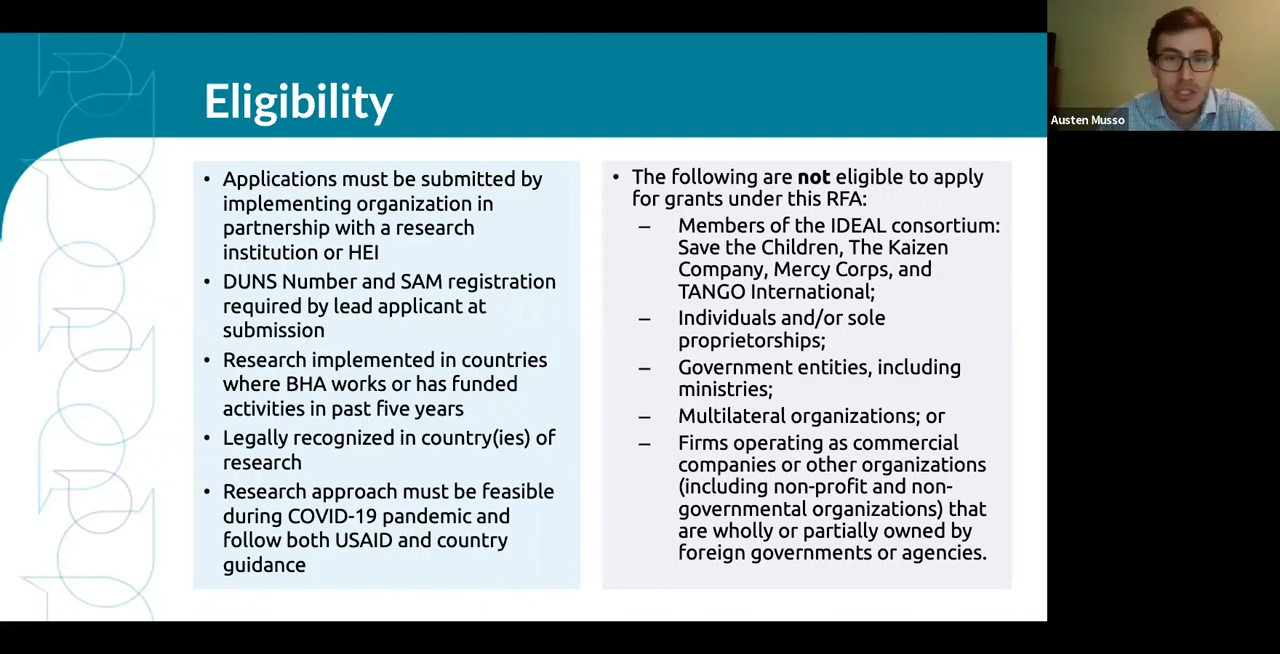 Eligibility
• Applications must be submitted by
implementing organization in
partnership with a research
institution or HEI
• DUNS Number and SAM registration
required by lead applicant at
submission
• Research implemented in countries
where BHA works or has funded
activities in past five years
• Legally recognized in country(ies) of
research
• Research approach must be feasible
during COVID-19 pandemic and
follow both USAID and country
guidance
• The following are not eligible to apply
for grants under this RFA:
– Members of the IDEAL consortium:
Save the Children, The Kaizen
Company, Mercy Corps, and
TANGO International;
– Individuals and/or sole
proprietorships;
– Government entities, including
ministries;
– Multilateral organizations; or
– Firms operating as commercial
companies or other organizations
(including non-profit and non-
governmental organizations) that
are wholly or partially owned by
foreign governments or agencies.
Austen Musso